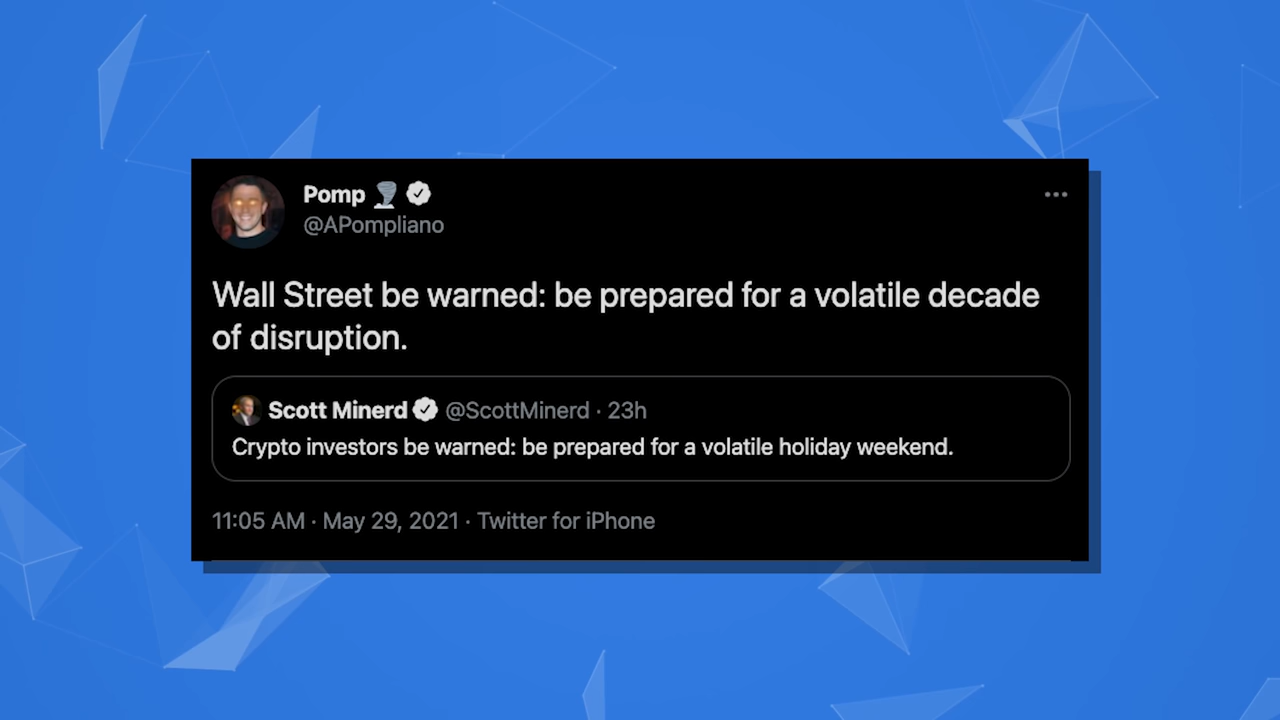 Pomp 🌪
@APompliano
Wall Street be warned: be prepared for a volatile decade
of disruption.
Scott Minerd @ScottMinerd · 23h
Crypto investors be warned: be prepared for a volatile holiday weekend.
11:05 AM · May 29, 2021 · Twitter for iPhone